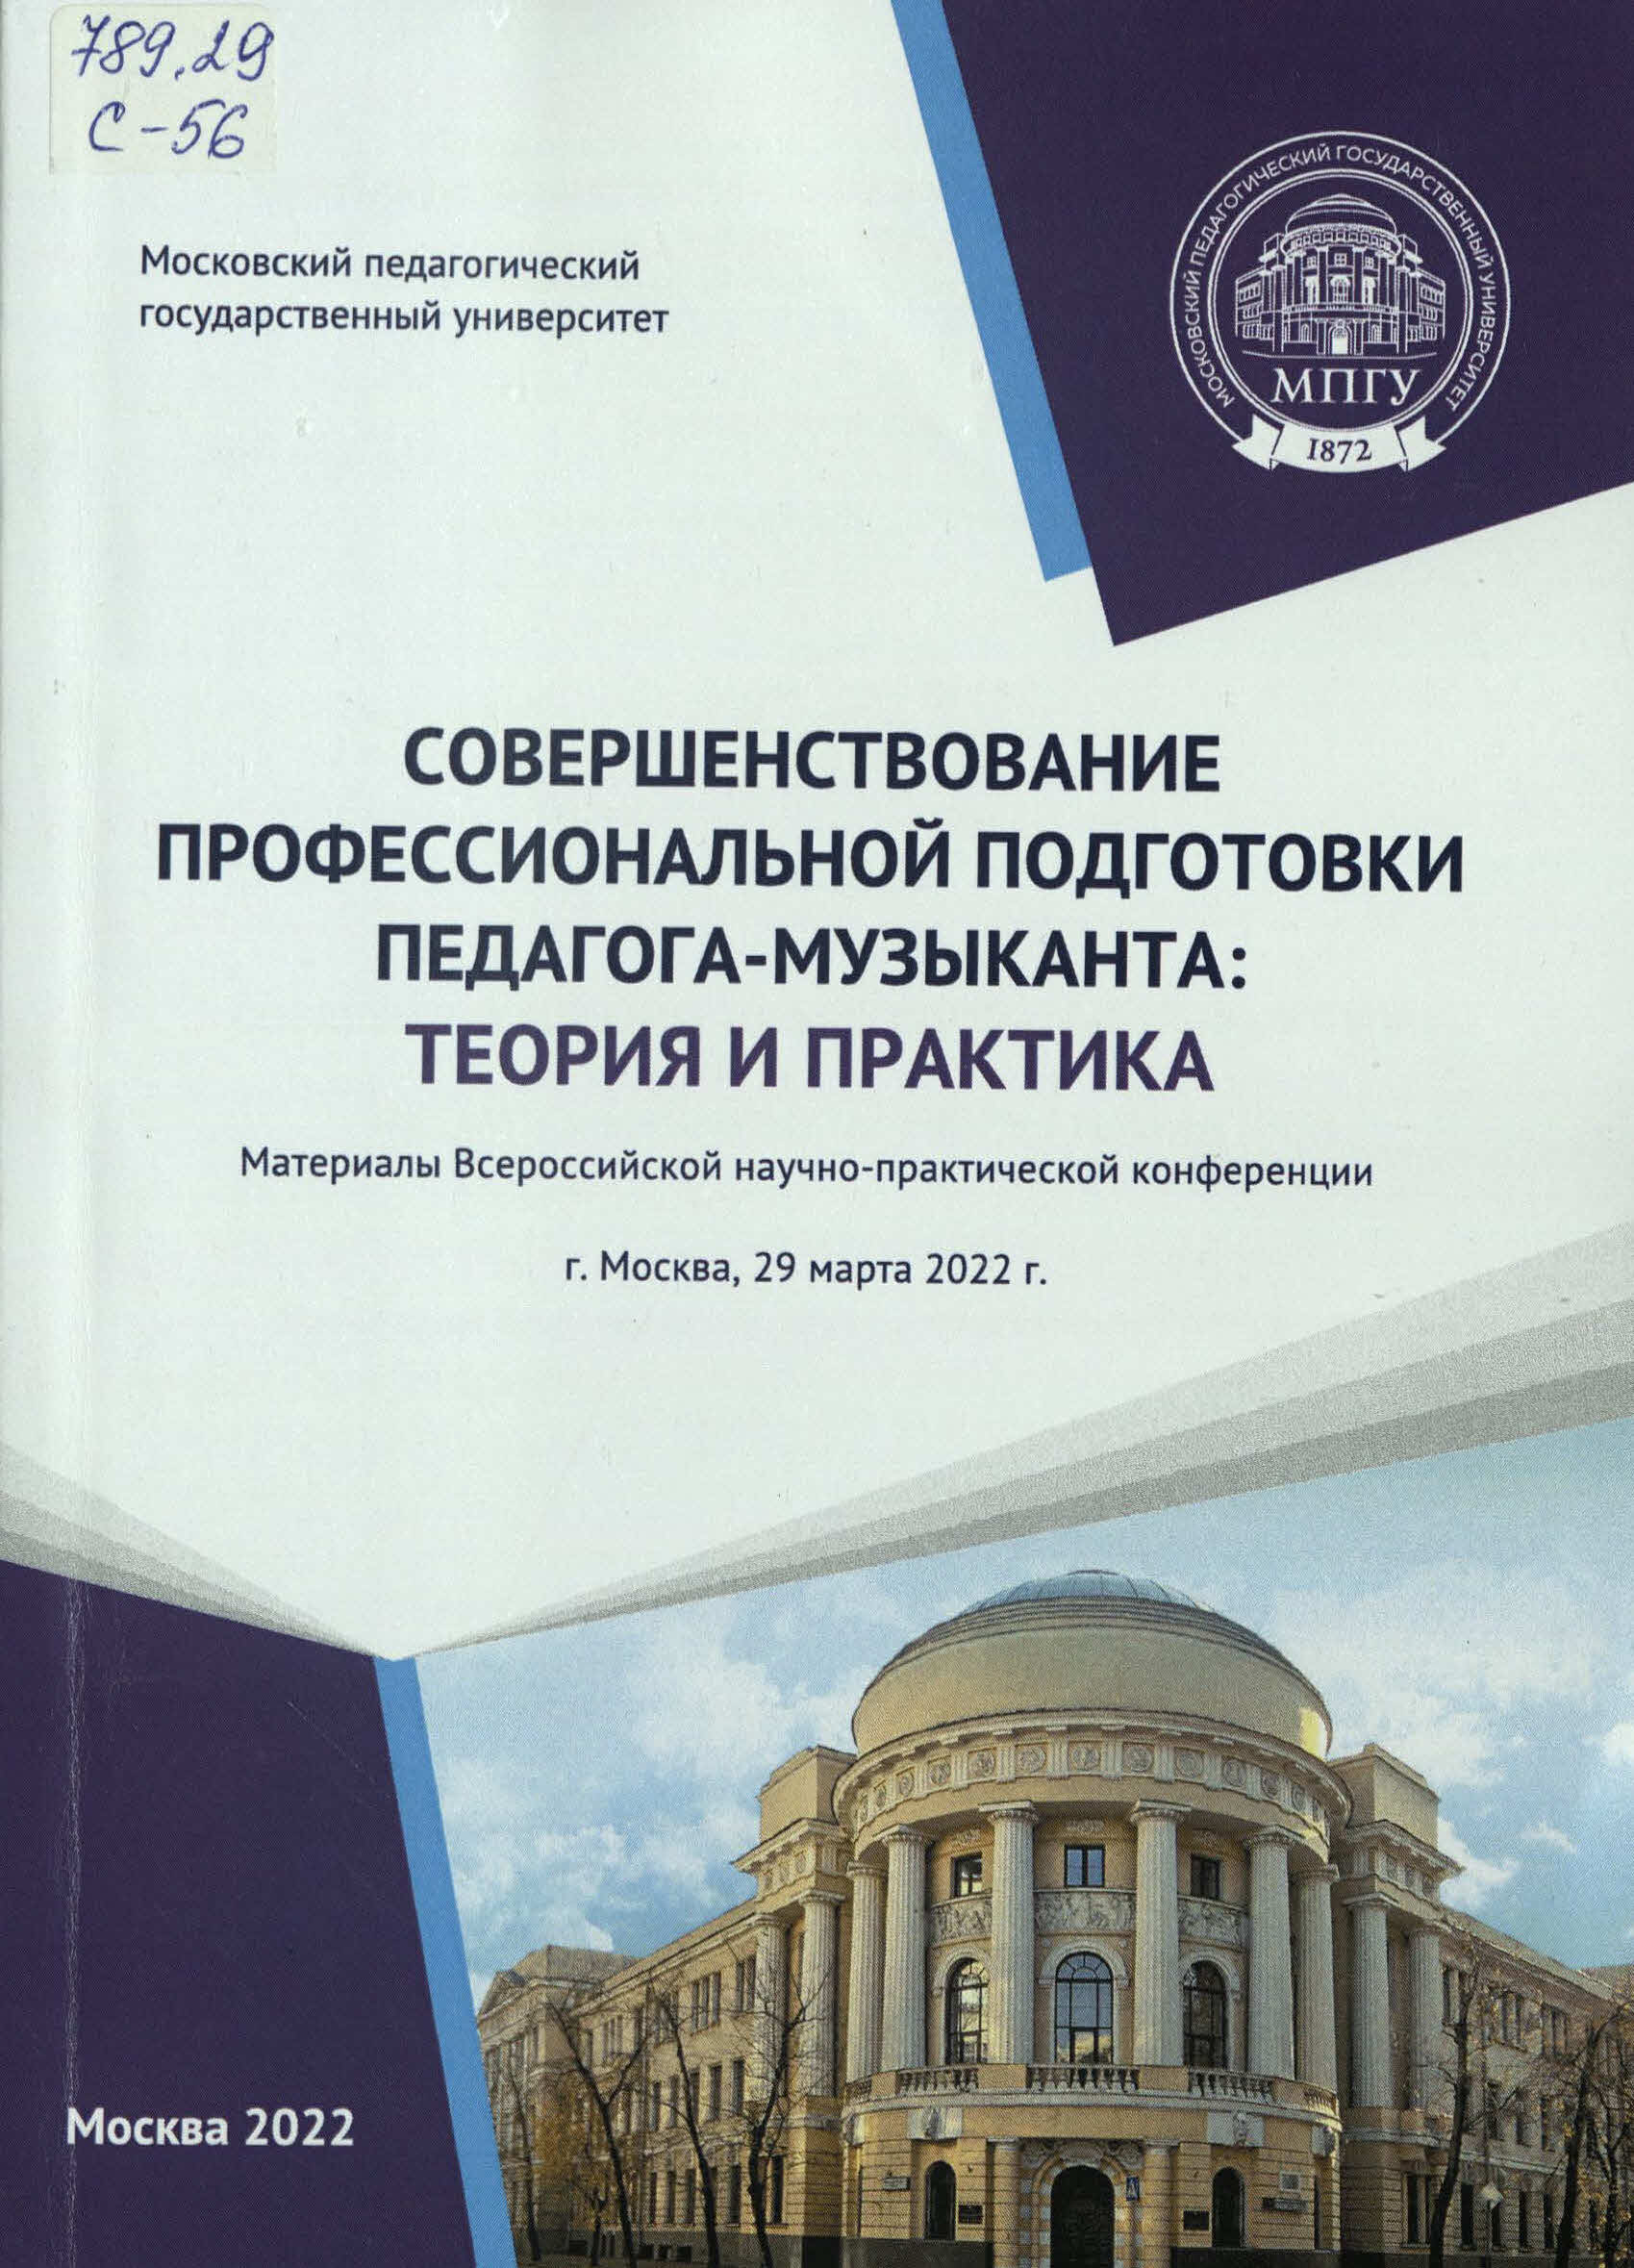 789.29
С-56
Московский педагогический
государственный университет
МОСКОВСКИЙ ПЕДАГОГИЧЕСКИЙ ГОСУДАРСТВЕННЫЙ УНИВЕРСИТЕТ
МПГУ
1872
СОВЕРШЕНСТВОВАНИЕ
ПРОФЕССИОНАЛЬНОЙ ПОДГОТОВКИ
ПЕДАГОГА-МУЗЫКАНТА:
ТЕОРИЯ И ПРАКТИКА
Материалы Всероссийской научно-практической конференции
г. Москва, 29 марта 2022 г.
Москва 2022